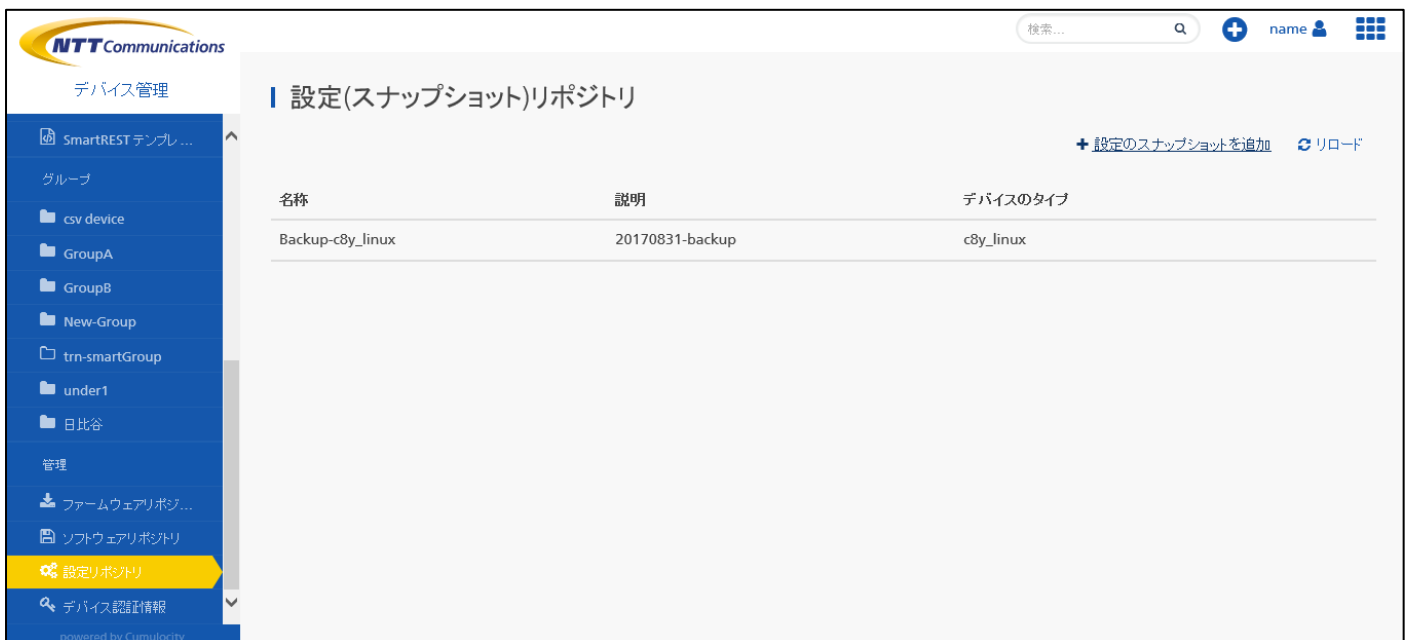 NTT Communications
検索...
name
デバイス管理
設定(スナップショット)リポジトリ
SmartREST テンプレ ...
設定のスナップショットを追加 リロード
グループ
名称 説明 デバイスのタイプ
csv device
Backup-c8y_linux 20170831-backup c8y_linux
GroupA
GroupB
New-Group
trn-smartGroup
under1
日比谷
管理
ファームウェアリポジ...
ソフトウェアリポジトリ
設定リポジトリ
デバイス認証情報
powered by Cumulocity